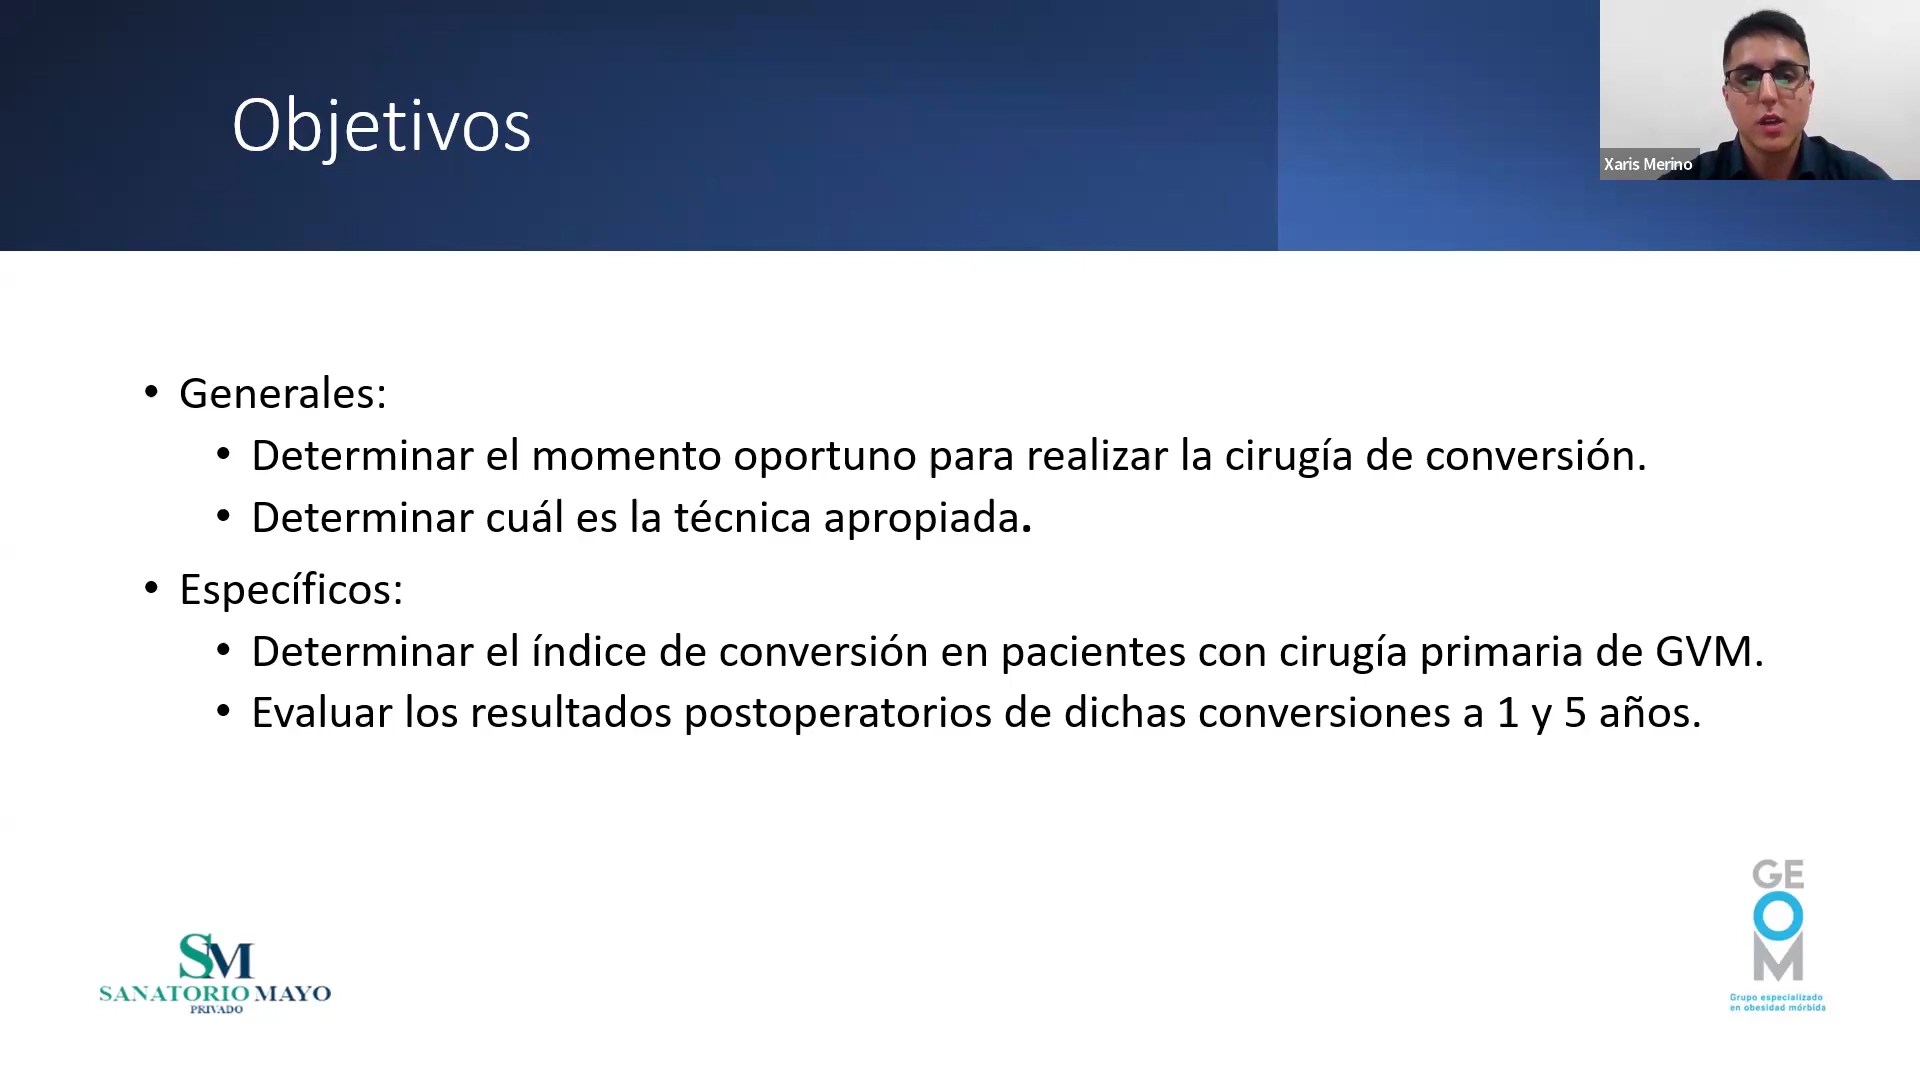 Objetivos
Xaris Merino
• Generales:
• Determinar el momento oportuno para realizar la cirugía de conversión.
• Determinar cuál es la técnica apropiada.
• Específicos:
• Determinar el índice de conversión en pacientes con cirugía primaria de GVM.
• Evaluar los resultados postoperatorios de dichas conversiones a 1 y 5 años.
SM
SANATORIO MAYO
PRIVADO
GE
O
M
Grupo especializado
en obesidad mórbida